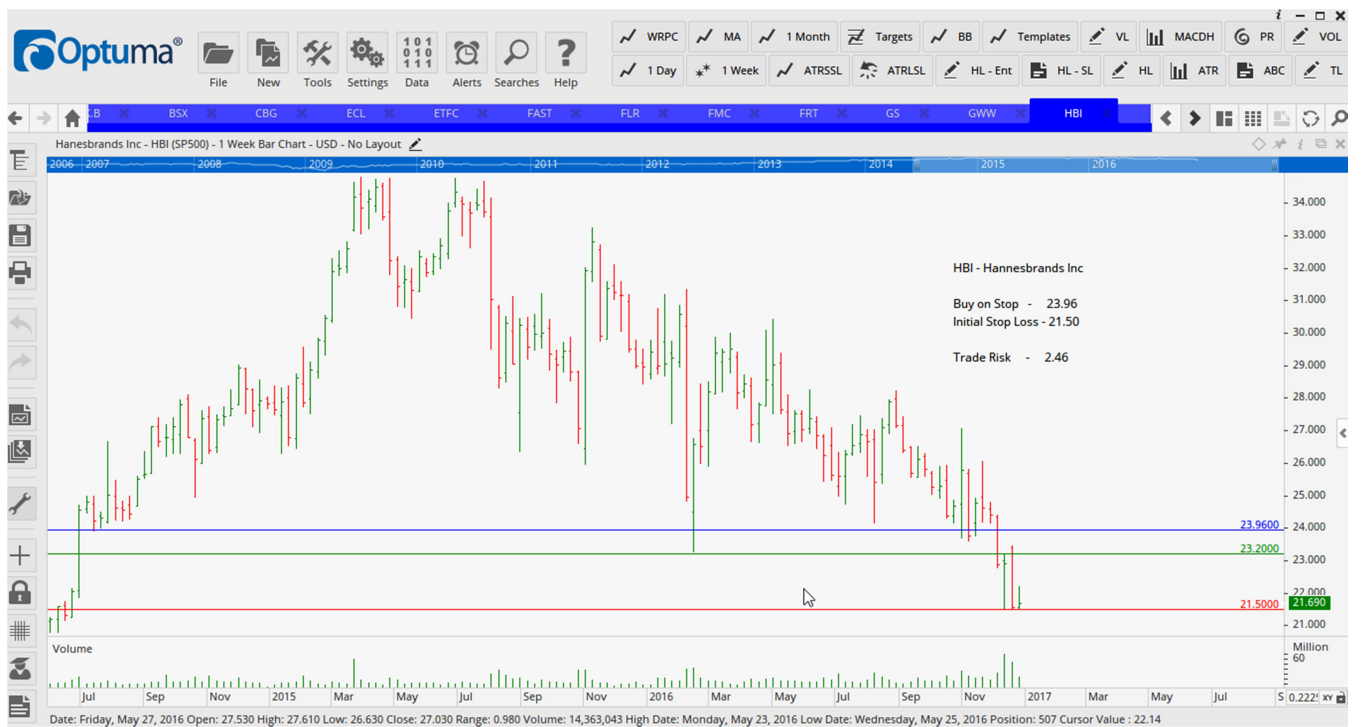 i
Optuma®
File New Tools Settings Data Alerts Searches Help
WRPC MA 1 Month Targets BB Templates VL MACDH PR VOL
1 Day 1 Week ATRSSL ATRLSL HL - Ent HL - SL HL ATR ABC TL
.B BSX CBG ECL ETFC FAST FLR FMC FRT GS GWW HBI
Hanesbrands Inc - HBI (SP500) - 1 Week Bar Chart - USD - No Layout
2006 2007 2008 2009 2010 2011 2012 2013 2014 2015 2016
34.000
33.000
HBI - Hannesbrands Inc
32.000
31.000
Buy on Stop - 23.96
Initial Stop Loss - 21.50
30.000
Trade Risk - 2.46
29.000
28.000
27.000
26.000
25.000
23.9600 24.000
23.2000
23.000
22.000
21.5000 21.690
21.000
Volume
Million
60
Jul Sep Nov 2015 Mar May Jul Sep Nov 2016 Mar May Jul Sep Nov 2017 Mar May Jul S 0.222 XY
Date: Friday, May 27, 2016 Open: 27.530 High: 27.610 Low: 26.630 Close: 27.030 Range: 0.980 Volume: 14,363,043 High Date: Monday, May 23, 2016 Low Date: Wednesday, May 25, 2016 Position: 507 Cursor Value : 22.14